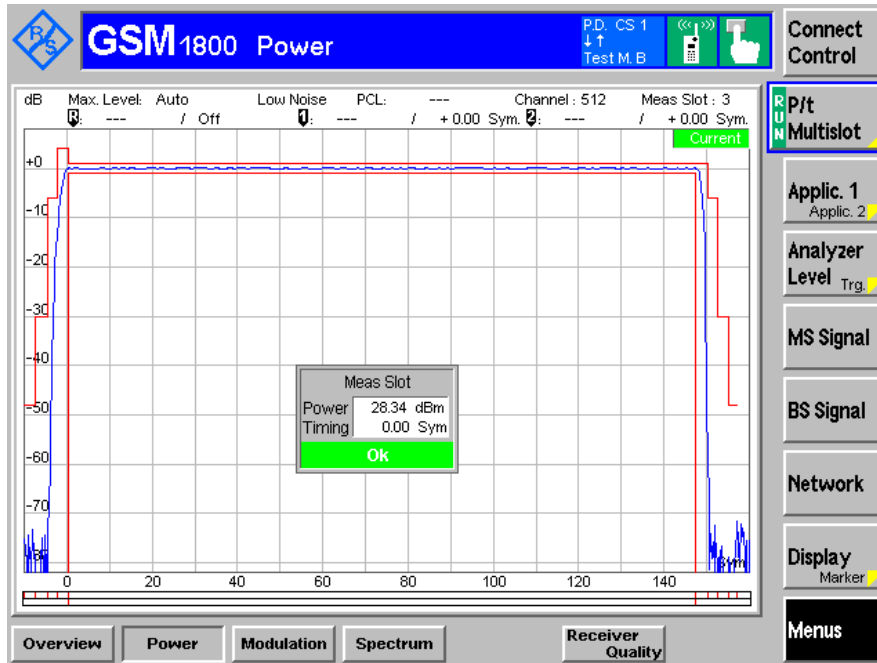 R/S GSM 1800 Power P.D. CS 1
↓↑
Test M. B
Connect
Control
dB Max. Level: Auto Low Noise PCL: --- Channel : 512 Meas Slot : 3
R: --- / Off 1: --- / + 0.00 Sym. 2: --- / + 0.00 Sym.
Current
+0
-10
-20
-30
-40
-50
-60
-70
Meas Slot
Power 28.34 dBm
Timing 0.00 Sym
Ok
0 20 40 60 80 100 120 140
RUN
P/t
Multislot
Applic. 1
Applic. 2
Analyzer
Level Trg.
MS Signal
BS Signal
Network
Display
Marker
Menus
Overview Power Modulation Spectrum Receiver
Quality